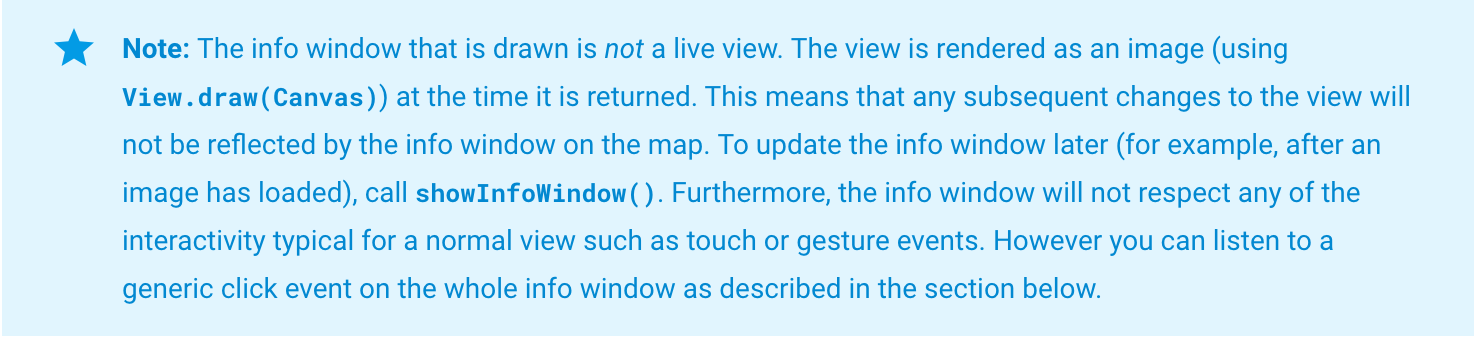 Note: The info window that is drawn is not a live view. The view is rendered as an image (using
View.draw(Canvas)) at the time it is returned. This means that any subsequent changes to the view will
not be reflected by the info window on the map. To update the info window later (for example, after an
image has loaded), call showInfoWindow(). Furthermore, the info window will not respect any of the
interactivity typical for a normal view such as touch or gesture events. However you can listen to a
generic click event on the whole info window as described in the section below.